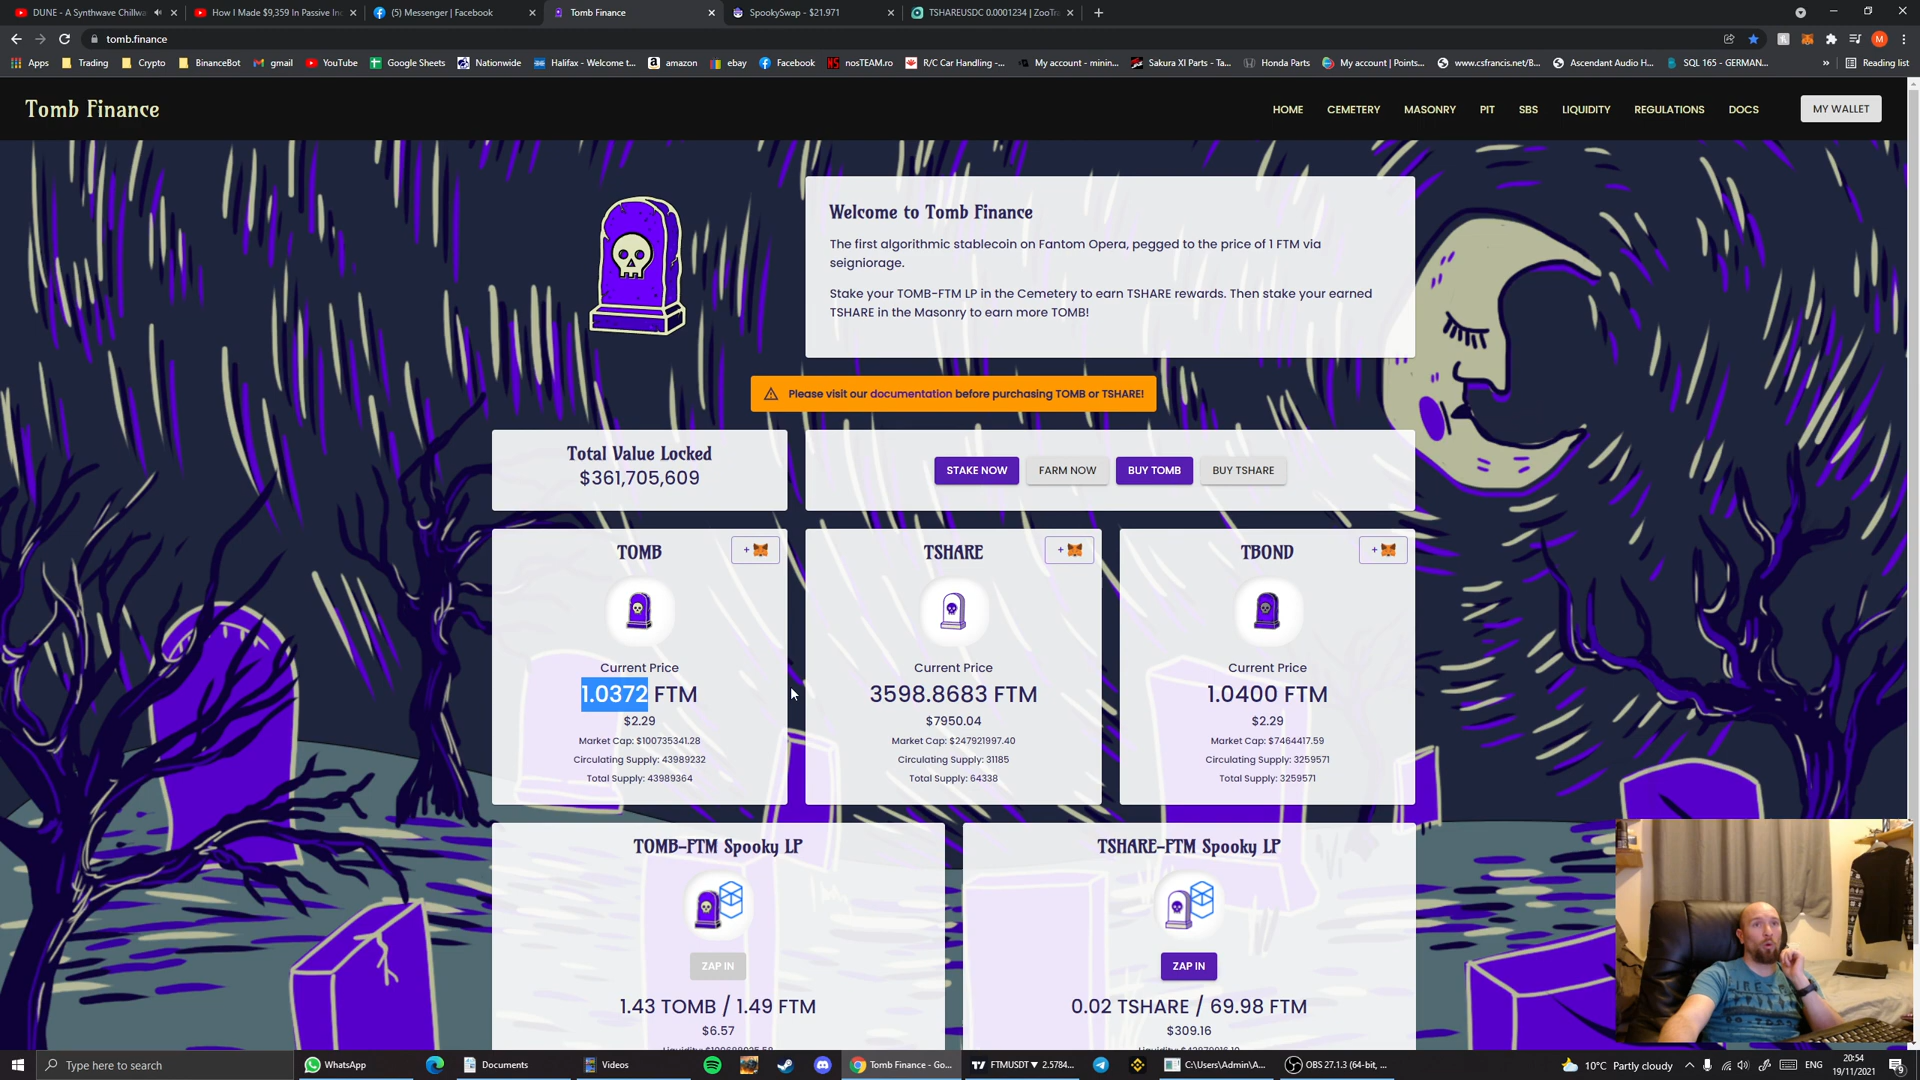 DUNE - A Synthwave Chillwa
How I Made $9,359 In Passive Inc
(5) Messenger | Facebook
Tomb Finance
SpookySwap - $21.971
TSHAREUSDC 0.0001234 | ZooTra
tomb.finance
Apps
Trading
Crypto
BinanceBot
gmail
YouTube
Google Sheets
Nationwide
Halifax - Welcome t...
amazon
ebay
Facebook
nosTEAM.ro
R/C Car Handling -...
My account - minin...
Sakura XI Parts - Ta...
Honda Parts
My account | Points...
www.csfrancis.net/B...
Ascendant Audio H...
SQL 165 - GERMAN...
Reading list
Tomb Finance
HOME
CEMETERY
MASONRY
PIT
SBS
LIQUIDITY
REGULATIONS
DOCS
MY WALLET
Welcome to Tomb Finance
The first algorithmic stablecoin on Fantom Opera, pegged to the price of 1 FTM via
seigniorage.
Stake your TOMB-FTM LP in the Cemetery to earn TSHARE rewards. Then stake your earned
TSHARE in the Masonry to earn more TOMB!
Please visit our documentation before purchasing TOMB or TSHARE!
Total Value Locked
$361,705,609
STAKE NOW
FARM NOW
BUY TOMB
BUY TSHARE
TOMB
Current Price
1.0372 FTM
$2.29
Market Cap: $100735341.28
Circulating Supply: 43989232
Total Supply: 43989364
TSHARE
Current Price
3598.8683 FTM
$7950.04
Market Cap: $247921997.40
Circulating Supply: 31185
Total Supply: 64338
TBOND
Current Price
1.0400 FTM
$2.29
Market Cap: $7464417.59
Circulating Supply: 3259571
Total Supply: 3259571
TOMB-FTM Spooky LP
ZAP IN
1.43 TOMB / 1.49 FTM
$6.57
TSHARE-FTM Spooky LP
ZAP IN
0.02 TSHARE / 69.98 FTM
$309.16
Type here to search
WhatsApp
Documents
Videos
Tomb Finance - Go...
FTMUSDT ▼ 2.5784...
C:\Users\Admin\A...
OBS 27.1.3 (64-bit, ...
10°C Partly cloudy
ENG
20:54
19/11/2021